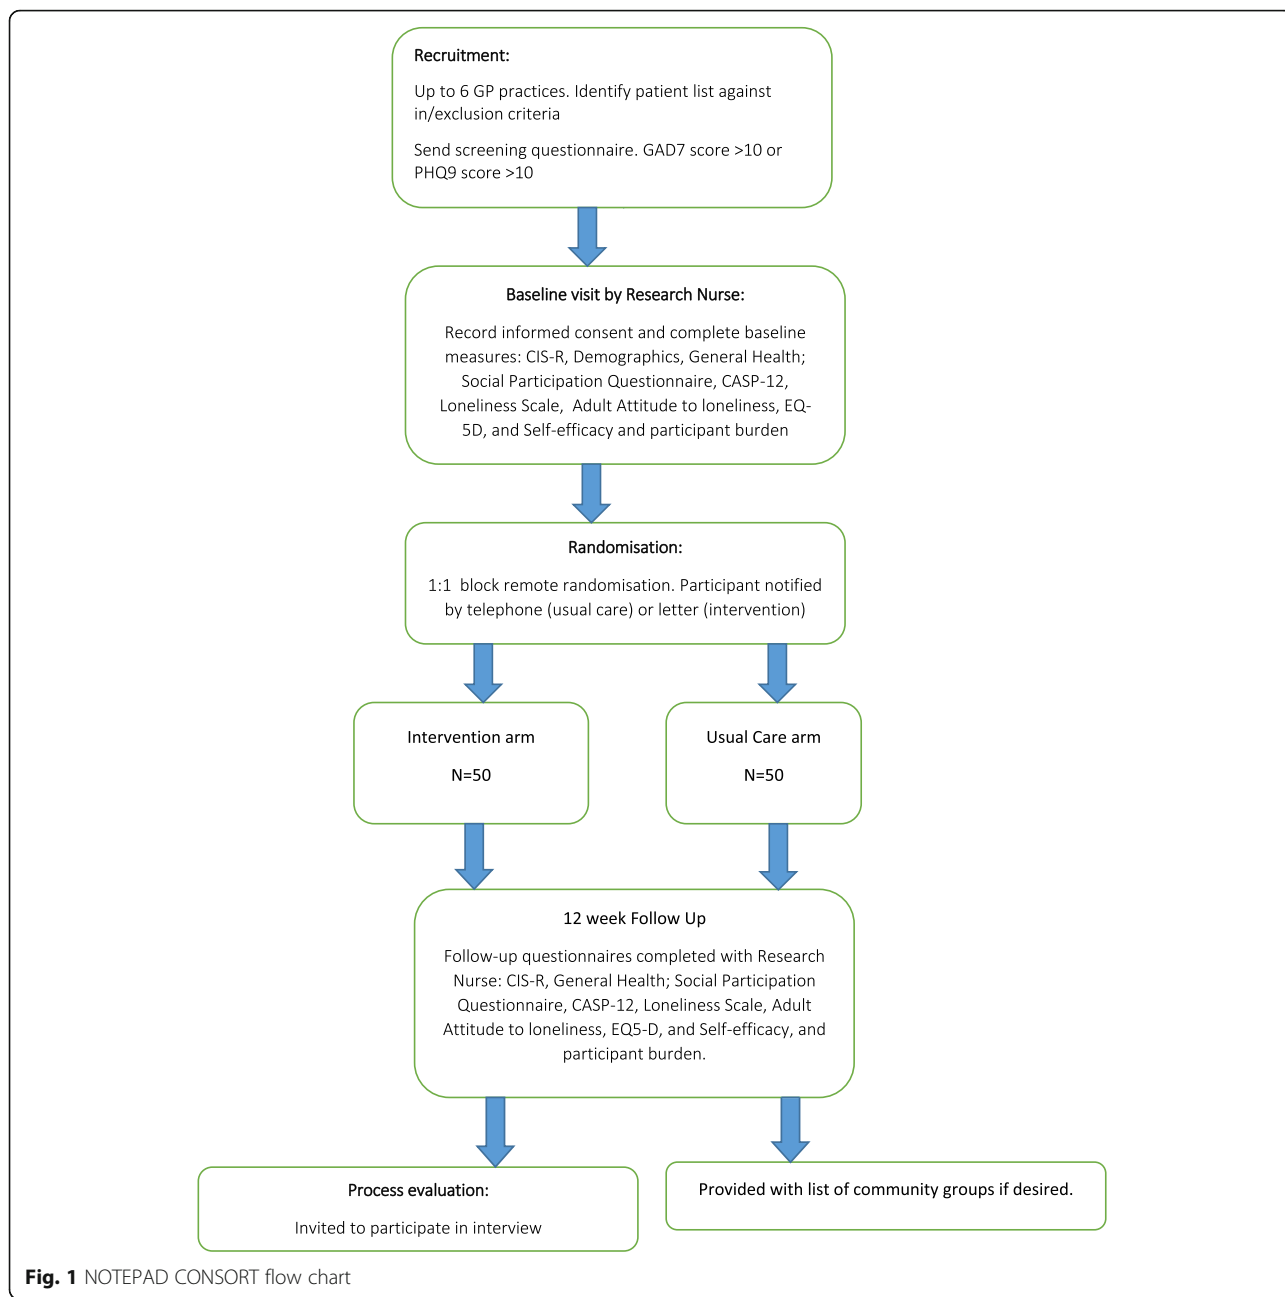 Recruitment:
Up to 6 GP practices. Identify patient list against
in/exclusion criteria
Send screening questionnaire. GAD7 score >10 or
PHQ9 score >10
Baseline visit by Research Nurse:
Record informed consent and complete baseline
measures: CIS-R, Demographics, General Health;
Social Participation Questionnaire, CASP-12,
Loneliness Scale, Adult Attitude to loneliness, EQ-
5D, and Self-efficacy and participant burden
Randomisation:
1:1 block remote randomisation. Participant notified
by telephone (usual care) or letter (intervention)
Intervention arm
N=50
Usual Care arm
N=50
12 week Follow Up
Follow-up questionnaires completed with Research
Nurse: CIS-R, General Health; Social Participation
Questionnaire, CASP-12, Loneliness Scale, Adult
Attitude to loneliness, EQ5-D, and Self-efficacy, and
participant burden.
Process evaluation:
Invited to participate in interview
Provided with list of community groups if desired.
Fig. 1 NOTEPAD CONSORT flow chart